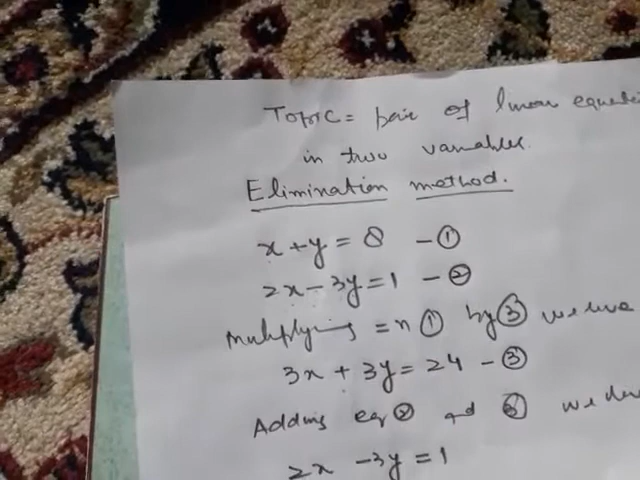 Topic = pair of linear equati
in two variables.
Elimination method.
x + y = 8 - ①
2x - 3y = 1 - ②
Multiplying = n ① by ③ we have
3x + 3y = 24 - ③
Adding eq ② and ③ we
2x - 3y = 1